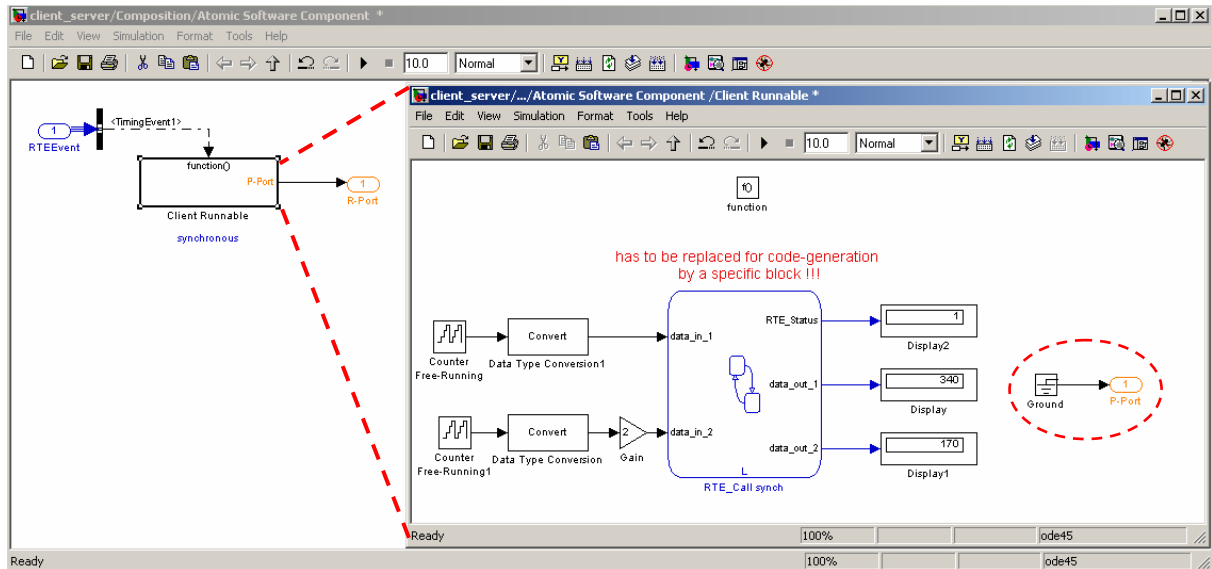 client_server/Composition/Atomic Software Component *
File Edit View Simulation Format Tools Help
10.0 Normal
1
RTEEvent
<TimingEvent1>
function()
P-Port
1
R-Port
Client Runnable
synchronous
client_server/.../Atomic Software Component /Client Runnable *
File Edit View Simulation Format Tools Help
10.0 Normal
f()
function
has to be replaced for code-generation
by a specific block !!!
Counter
Free-Running
Convert
Data Type Conversion1
data_in_1
RTE_Status
1
Display2
data_out_1
340
Display
Ground
1
P-Port
Counter
Free-Running1
Convert
Data Type Conversion
2
Gain
data_in_2
data_out_2
170
Display1
L
RTE_Call synch
Ready 100% ode45
Ready 100% ode45